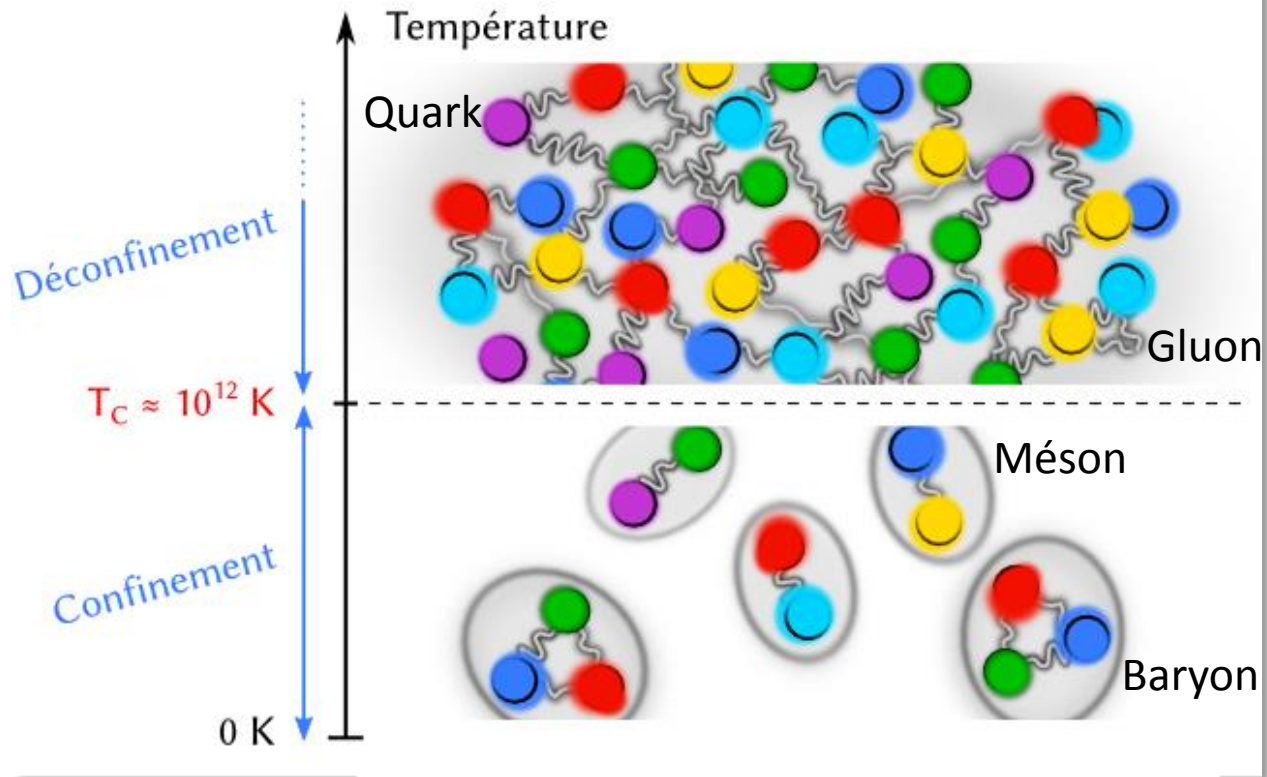 Température
Quark
Déconfinement
Gluon
T_C ≈ 10¹² K
Méson
Confinement
Baryon
0 K